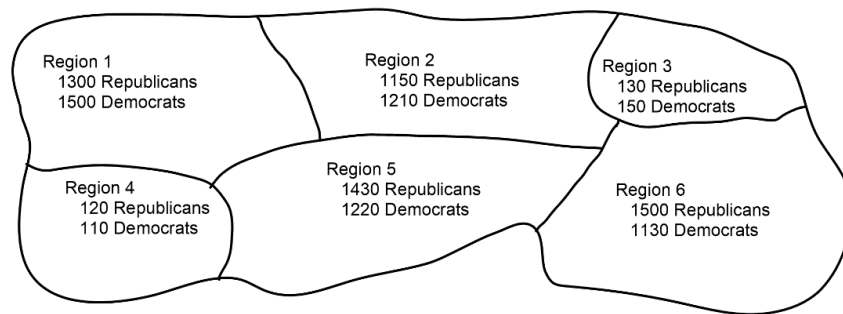 Region 1
1300 Republicans
1500 Democrats
Region 2
1150 Republicans
1210 Democrats
Region 3
130 Republicans
150 Democrats
Region 4
120 Republicans
110 Democrats
Region 5
1430 Republicans
1220 Democrats
Region 6
1500 Republicans
1130 Democrats